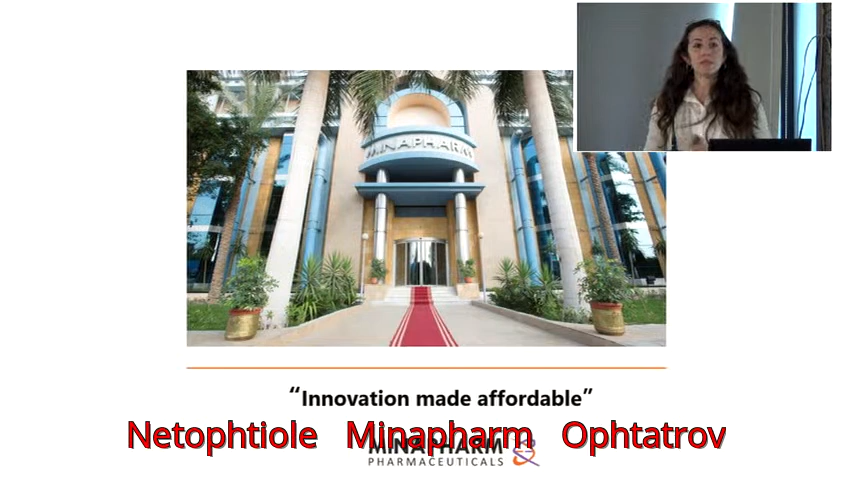 MINAPHARM
“Innovation made affordable”
Netophtiole Minapharm Ophtatrov
MINAPHARM
PHARMACEUTICALS